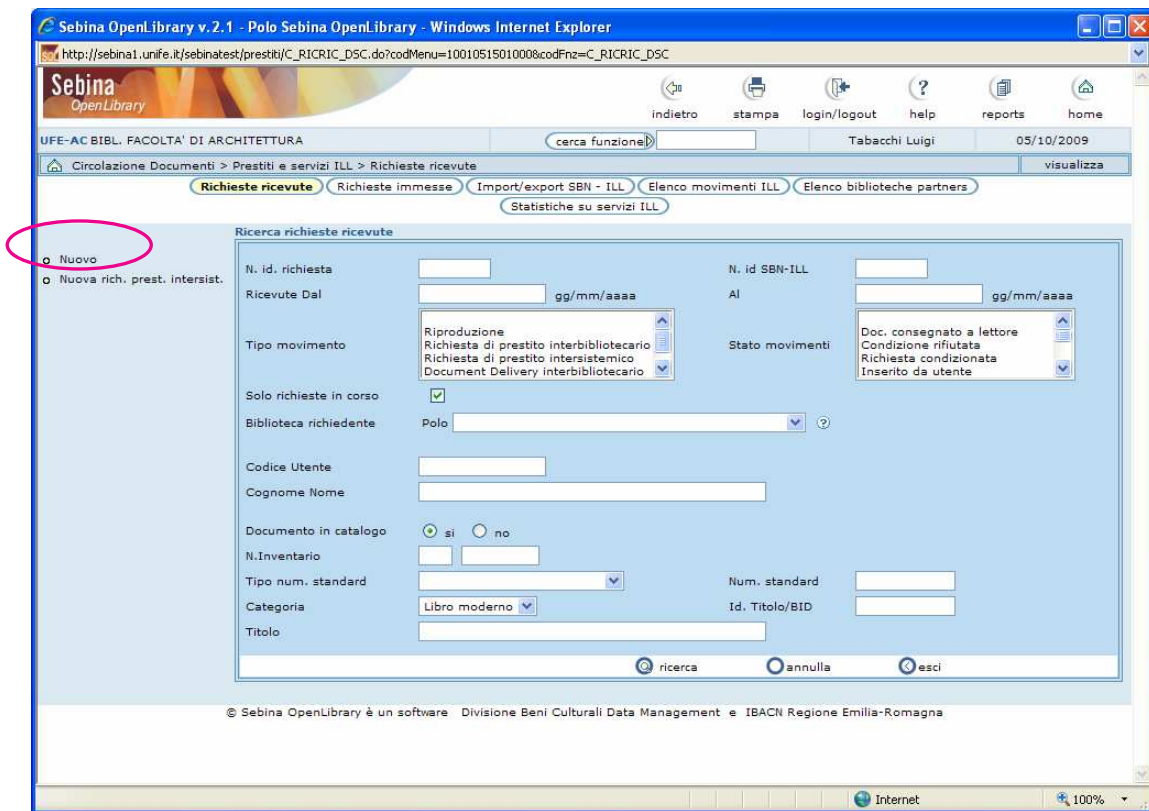 Sebina OpenLibrary v.2.1 - Polo Sebina OpenLibrary - Windows Internet Explorer
http://sebina1.unife.it/sebinatest/prestiti/C_RICRIC_DSC.do?codMenu=100105150100&codFnz=C_RICRIC_DSC
Sebina
OpenLibrary
indietro stampa login/logout help reports home
UFE-AC BIBL. FACOLTA' DI ARCHITETTURA cerca funzione Tabacchi Luigi 05/10/2009
Circolazione Documenti > Prestiti e servizi ILL > Richieste ricevute visualizza
Richieste ricevute Richieste immesse Import/export SBN - ILL Elenco movimenti ILL Elenco biblioteche partners
Statistiche su servizi ILL
Ricerca richieste ricevute
Nuovo
Nuova rich. prest. intersist.
N. id. richiesta N. id SBN-ILL
Ricevute Dal gg/mm/aaaa Al gg/mm/aaaa
Tipo movimento
Riproduzione
Richiesta di prestito interbibliotecario
Richiesta di prestito intersistemico
Document Delivery interbibliotecario
Stato movimenti
Doc. consegnato a lettore
Condizione rifiutata
Richiesta condizionata
Inserito da utente
Solo richieste in corso
Biblioteca richiedente Polo ?
Codice Utente
Cognome Nome
Documento in catalogo si no
N.Inventario
Tipo num. standard Num. standard
Categoria Libro moderno Id. Titolo/BID
Titolo
ricerca annulla esci
© Sebina OpenLibrary è un software Divisione Beni Culturali Data Management e IBACN Regione Emilia-Romagna
Internet 100%